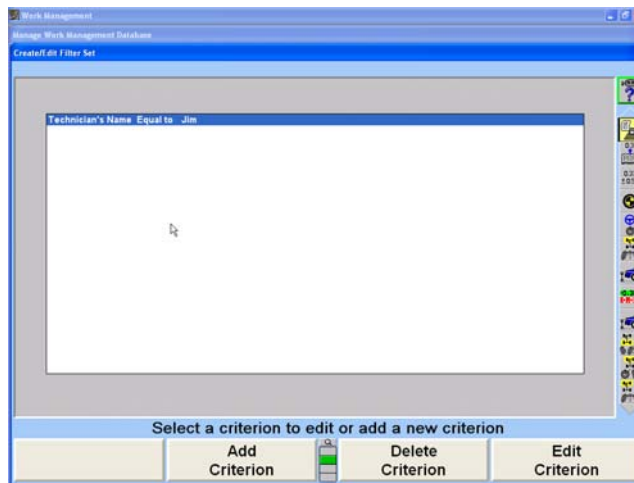 Work Management
Manage Work Management Database
Create/Edit Filter Set
Technician's Name Equal to Jim
Select a criterion to edit or add a new criterion
Add
Criterion
Delete
Criterion
Edit
Criterion